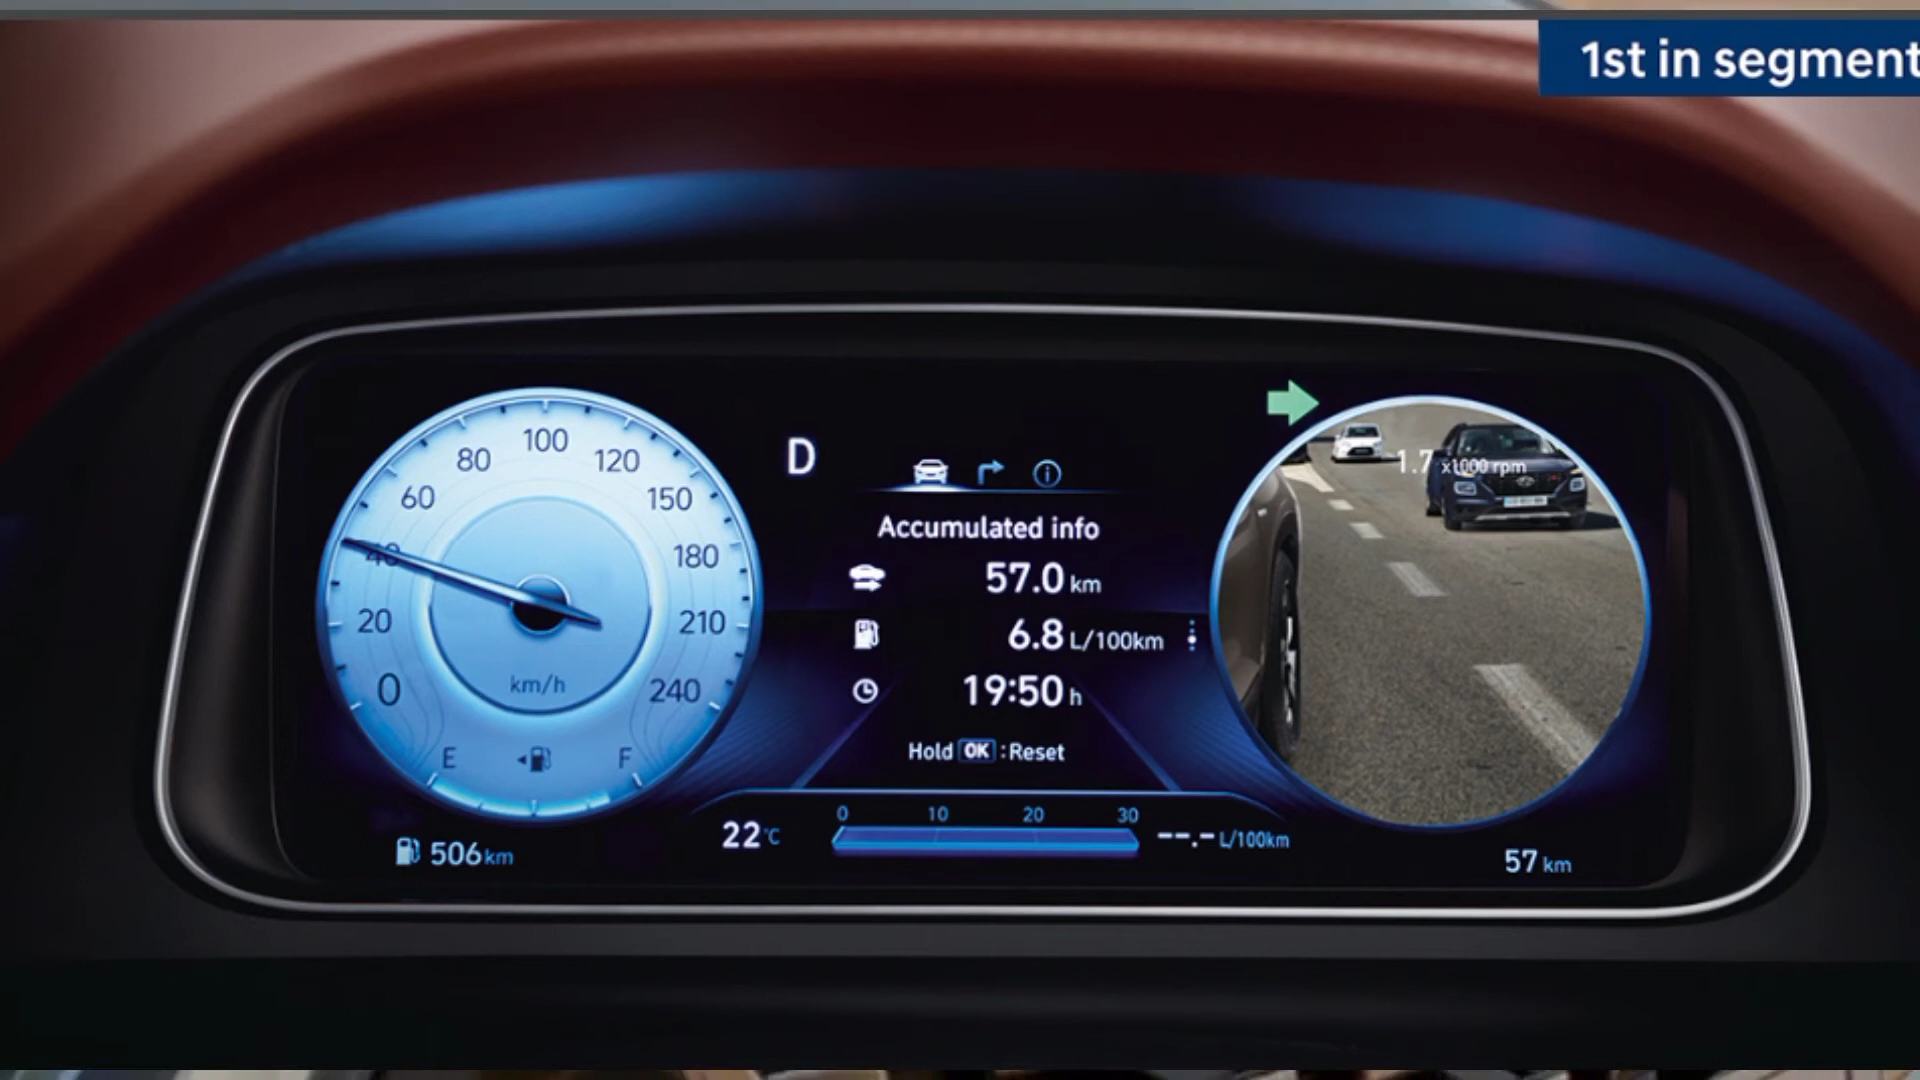 1st in segment
100
80
120
60
150
40
180
20
210
0
km/h
240
E
F
506 km
D
Accumulated info
57.0 km
6.8 L/100km
19:50 h
Hold OK : Reset
0 10 20 30
22°C
--.- L/100km
1.7 x1000 rpm
57 km